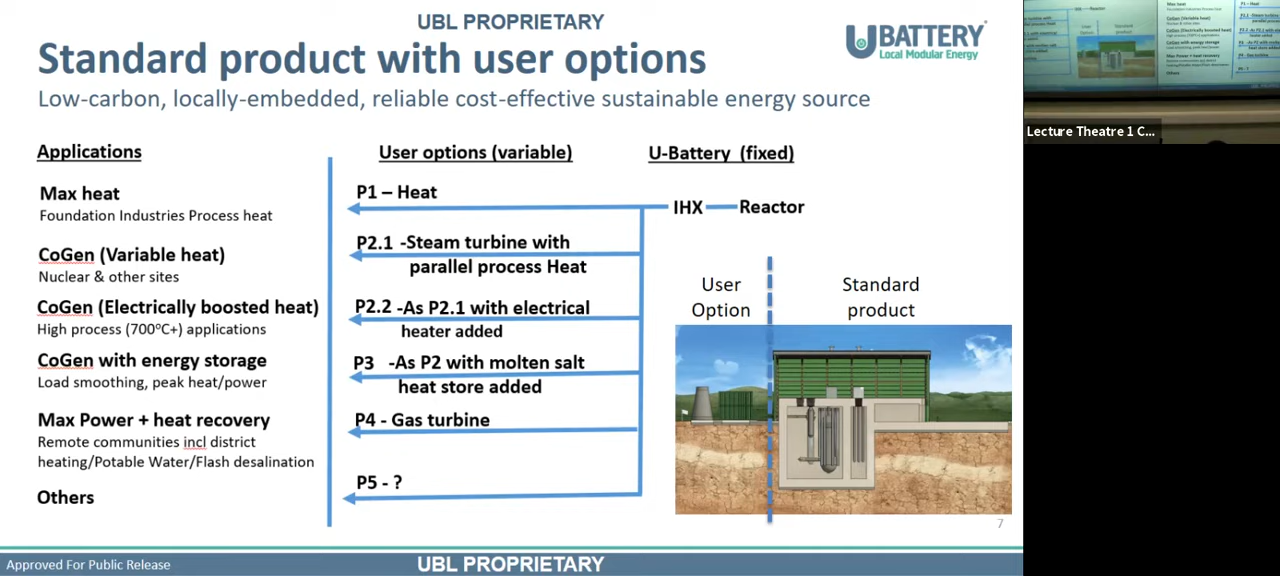 UBL PROPRIETARY
Standard product with user options
UBATTERY
Local Modular Energy
Low-carbon, locally-embedded, reliable cost-effective sustainable energy source
Applications
User options (variable)
U-Battery (fixed)
Max heat
Foundation Industries Process heat
P1 – Heat
IHX
Reactor
CoGen (Variable heat)
Nuclear & other sites
P2.1 -Steam turbine with
parallel process Heat
CoGen (Electrically boosted heat)
High process (700°C+) applications
P2.2 -As P2.1 with electrical
heater added
CoGen with energy storage
Load smoothing, peak heat/power
P3 -As P2 with molten salt
heat store added
Max Power + heat recovery
Remote communities incl district
heating/Potable Water/Flash desalination
P4 - Gas turbine
Others
P5 - ?
User
Option
Standard
product
7
Approved For Public Release
UBL PROPRIETARY
Lecture Theatre 1 C...